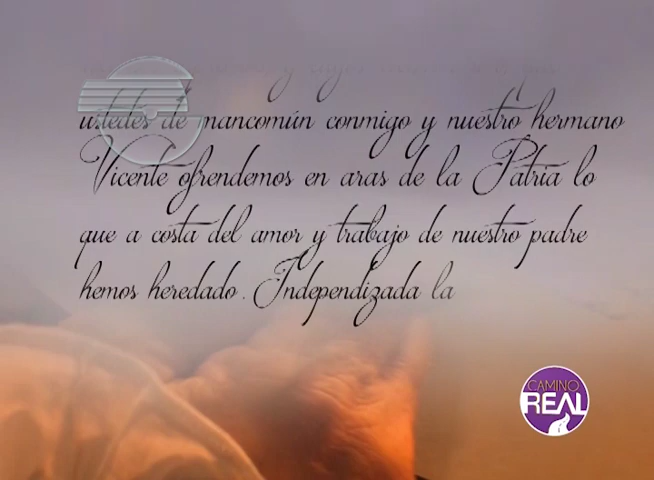 ustedes de mancomún conmigo y nuestro hermano
Vicente ofrendemos en aras de la Patria lo
que a costa del amor y trabajo de nuestro padre
hemos heredado. Independizada la
CAMINO
REAL